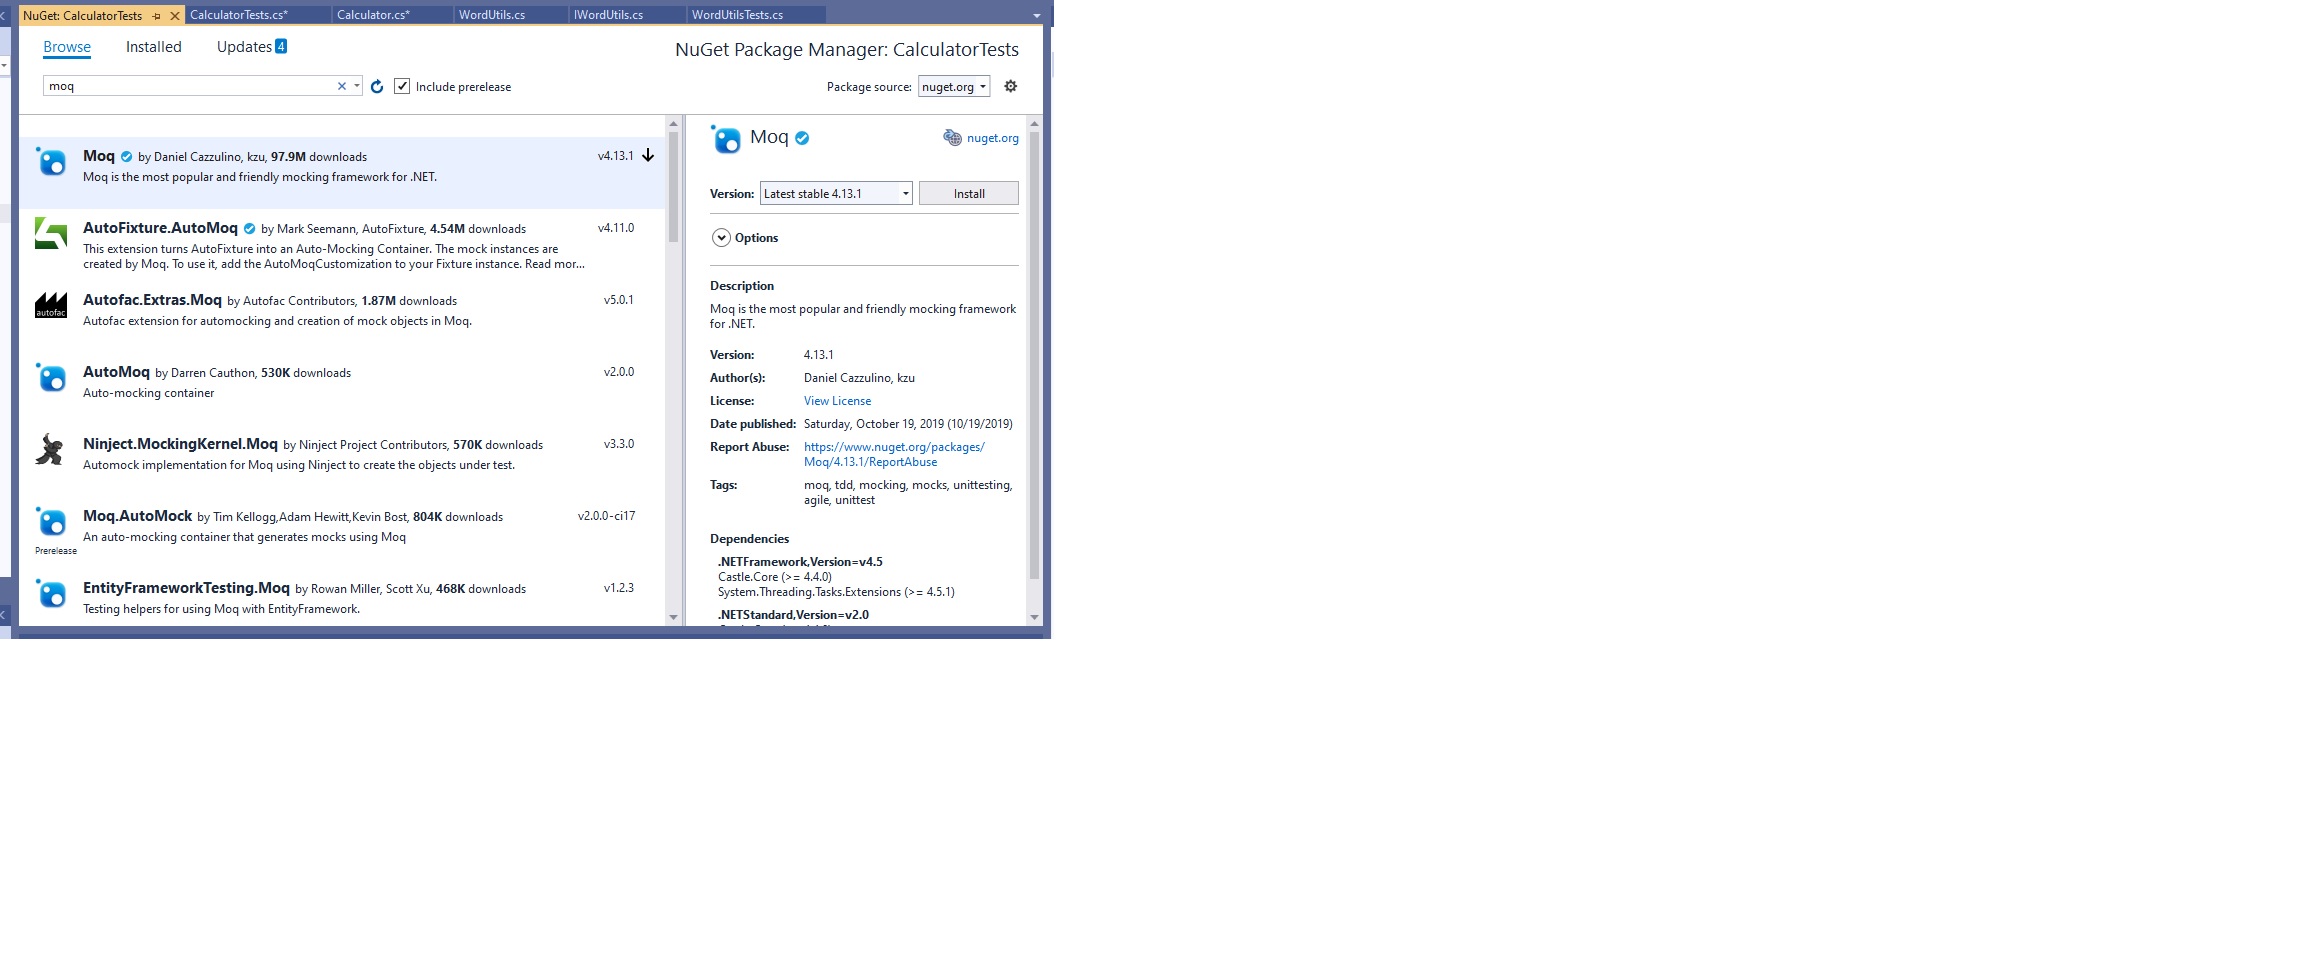 NuGet: CalculatorTests
CalculatorTests.cs*
Calculator.cs*
WordUtils.cs
IWordUtils.cs
WordUtilsTests.cs
Browse
Installed
Updates 4
NuGet Package Manager: CalculatorTests
moq
Include prerelease
Package source: nuget.org
Moq by Daniel Cazzulino, kzu, 97.9M downloads
v4.13.1
Moq is the most popular and friendly mocking framework for .NET.
AutoFixture.AutoMoq by Mark Seemann, AutoFixture, 4.54M downloads
v4.11.0
This extension turns AutoFixture into an Auto-Mocking Container. The mock instances are
created by Moq. To use it, add the AutoMoqCustomization to your Fixture instance. Read mor...
autofac
Autofac.Extras.Moq by Autofac Contributors, 1.87M downloads
v5.0.1
Autofac extension for automocking and creation of mock objects in Moq.
AutoMoq by Darren Cauthon, 530K downloads
v2.0.0
Auto-mocking container
Ninject.MockingKernel.Moq by Ninject Project Contributors, 570K downloads
v3.3.0
Automock implementation for Moq using Ninject to create the objects under test.
Moq.AutoMock by Tim Kellogg,Adam Hewitt,Kevin Bost, 804K downloads
v2.0.0-ci17
An auto-mocking container that generates mocks using Moq
Prerelease
EntityFrameworkTesting.Moq by Rowan Miller, Scott Xu, 468K downloads
v1.2.3
Testing helpers for using Moq with EntityFramework.
Moq
nuget.org
Version: Latest stable 4.13.1
Install
Options
Description
Moq is the most popular and friendly mocking framework
for .NET.
Version: 4.13.1
Author(s): Daniel Cazzulino, kzu
License: View License
Date published: Saturday, October 19, 2019 (10/19/2019)
Report Abuse: https://www.nuget.org/packages/
Moq/4.13.1/ReportAbuse
Tags: moq, tdd, mocking, mocks, unittesting,
agile, unittest
Dependencies
.NETFramework,Version=v4.5
Castle.Core (>= 4.4.0)
System.Threading.Tasks.Extensions (>= 4.5.1)
.NETStandard,Version=v2.0